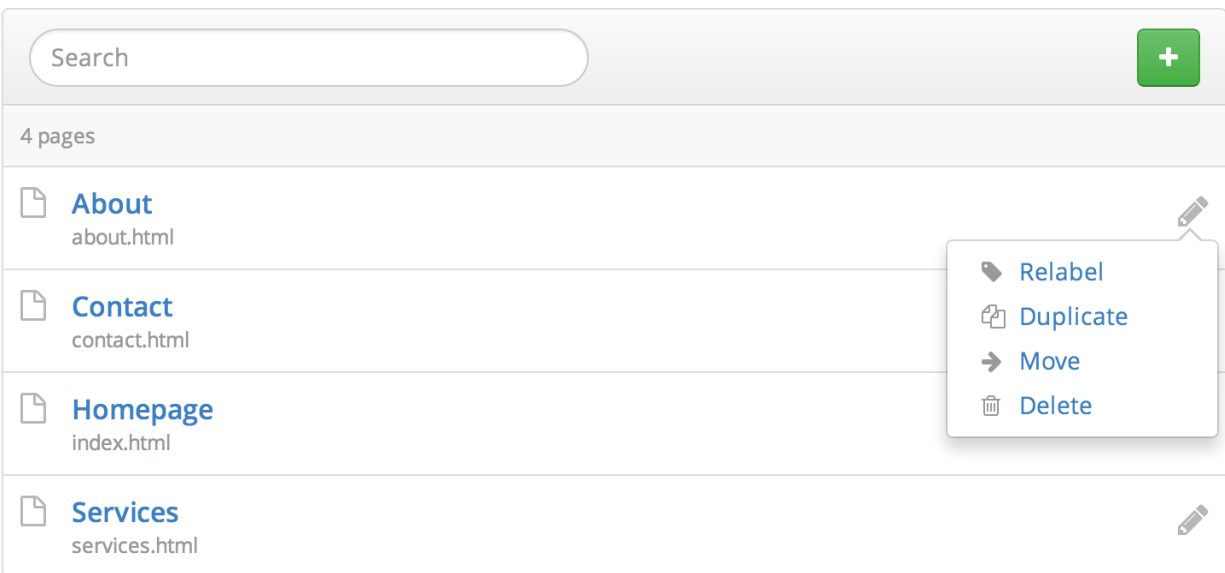 Search
4 pages
About
about.html
Relabel
Contact
Duplicate
contact.html
Move
Homepage
Delete
index.html
Services
services.html